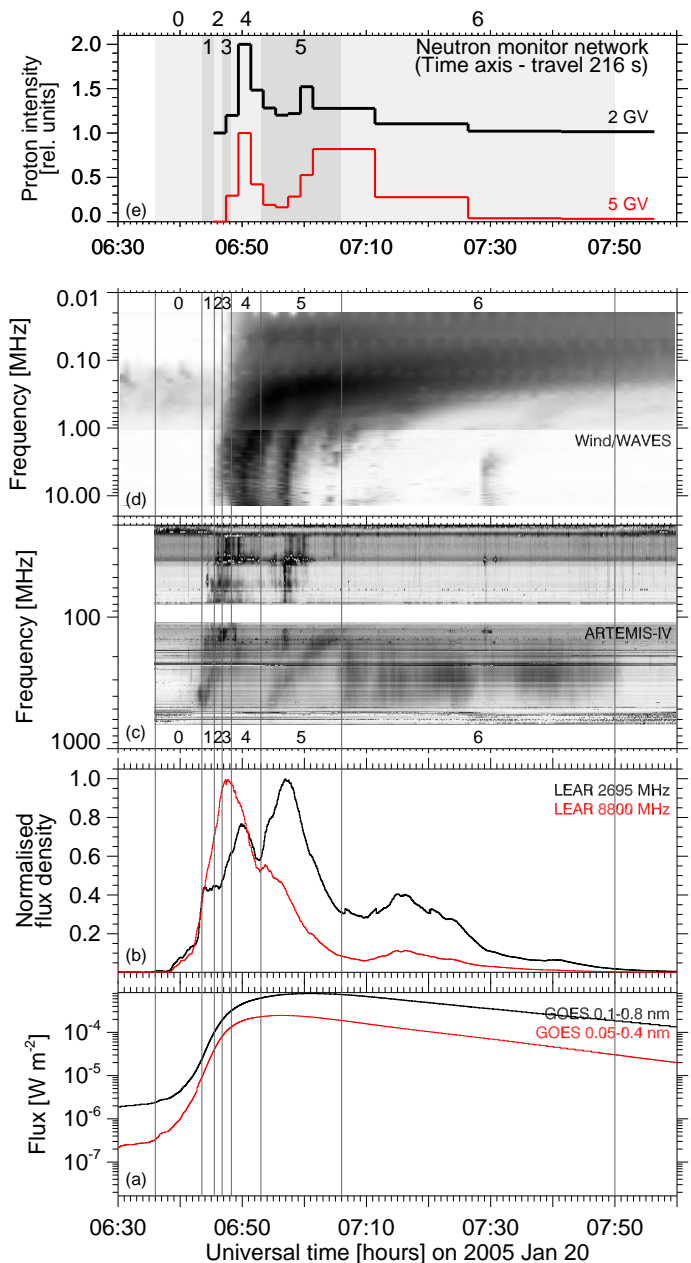 0 2 4 6
1 3 5
Neutron monitor network
(Time axis - travel 216 s)
Proton intensity
[rel. units]
2.0
1.5
1.0
0.5
0.0
2 GV
5 GV
(e)
06:30 06:50 07:10 07:30 07:50
0 1 2 3 4 5 6
Frequency [MHz]
0.01
0.10
1.00
10.00
Wind/WAVES
(d)
Frequency [MHz]
100
1000
ARTEMIS-IV
(c)
0 1 2 3 4 5 6
Normalised
flux density
1.0
0.8
0.6
0.4
0.2
LEAR 2695 MHz
LEAR 8800 MHz
(b)
Flux [W m-2]
10-4
10-5
10-6
10-7
GOES 0.1-0.8 nm
GOES 0.05-0.4 nm
(a)
06:30 06:50 07:10 07:30 07:50
Universal time [hours] on 2005 Jan 20